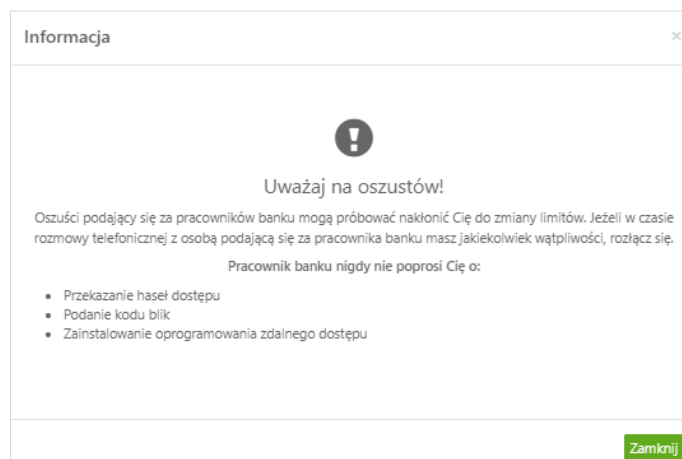 Informacja
×
Uważaj na oszustów!
Oszuści podający się za pracowników banku mogą próbować nakłonić Cię do zmiany limitów. Jeżeli w czasie
rozmowy telefonicznej z osobą podającą się za pracownika banku masz jakiekolwiek wątpliwości, rozłącz się.
Pracownik banku nigdy nie poprosi Cię o:
• Przekazanie haseł dostępu
• Podanie kodu blik
• Zainstalowanie oprogramowania zdalnego dostępu
Zamknij